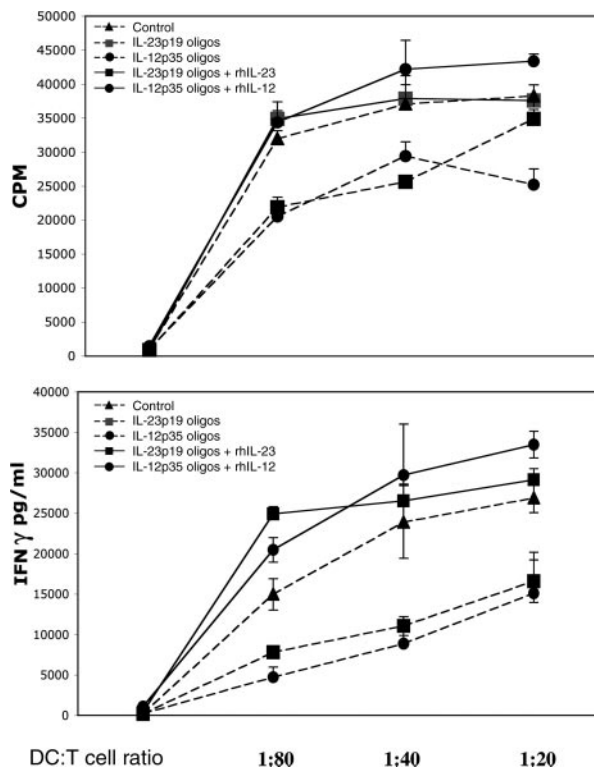 CPM
50000
45000
40000
35000
30000
25000
20000
15000
10000
5000
0
Control
IL-23p19 oligos
IL-12p35 oligos
IL-23p19 oligos + rhIL-23
IL-12p35 oligos + rhIL-12
IFN γ pg/ml
40000
35000
30000
25000
20000
15000
10000
5000
0
Control
IL-23p19 oligos
IL-12p35 oligos
IL-23p19 oligos + rhIL-23
IL-12p35 oligos + rhIL-12
DC:T cell ratio 1:80 1:40 1:20